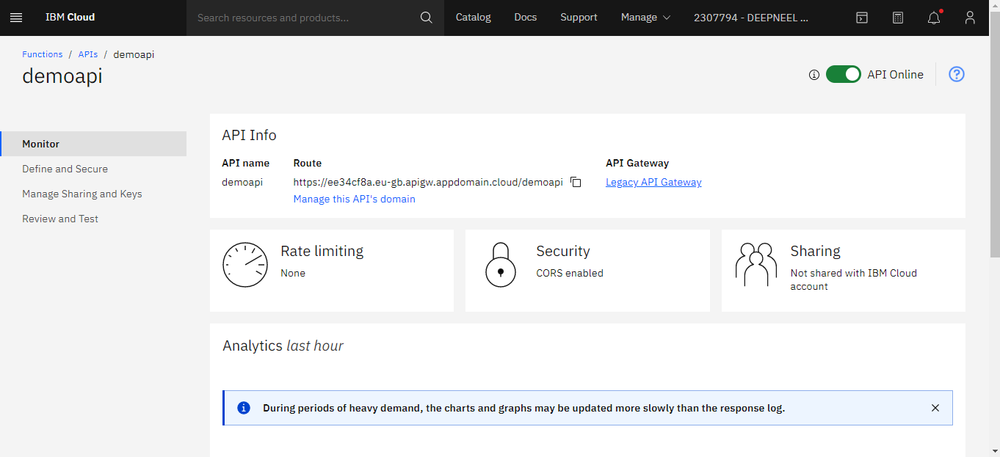 IBM Cloud
Search resources and products...
Catalog
Docs
Support
Manage
2307794 - DEEPNEEL ...
Functions / APIs / demoapi
demoapi
API Online
Monitor
Define and Secure
Manage Sharing and Keys
Review and Test
API Info
API name
Route
API Gateway
demoapi
https://ee34cf8a.eu-gb.apigw.appdomain.cloud/demoapi
Legacy API Gateway
Manage this API's domain
Rate limiting
None
Security
CORS enabled
Sharing
Not shared with IBM Cloud
account
Analytics last hour
During periods of heavy demand, the charts and graphs may be updated more slowly than the response log.